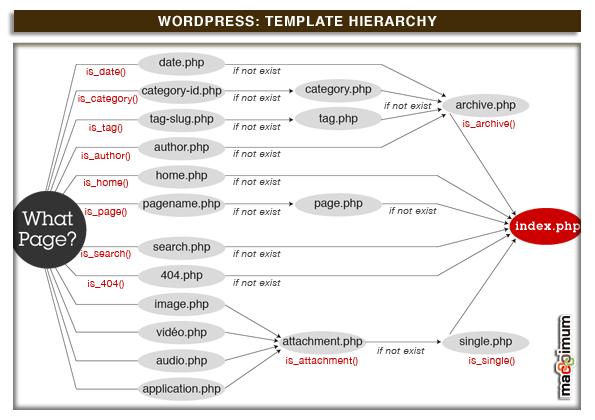 WORDPRESS: TEMPLATE HIERARCHY
What
Page?
is_date()
date.php
if not exist
is_category()
category-id.php
if not exist
category.php
if not exist
archive.php
is_archive()
is_tag()
tag-slug.php
if not exist
tag.php
is_author()
author.php
if not exist
is_home()
home.php
if not exist
is_page()
pagename.php
if not exist
page.php
if not exist
index.php
is_search()
search.php
if not exist
is_404()
404.php
if not exist
image.php
vidéo.php
audio.php
application.php
attachment.php
is_attachment()
if not exist
single.php
is_single()